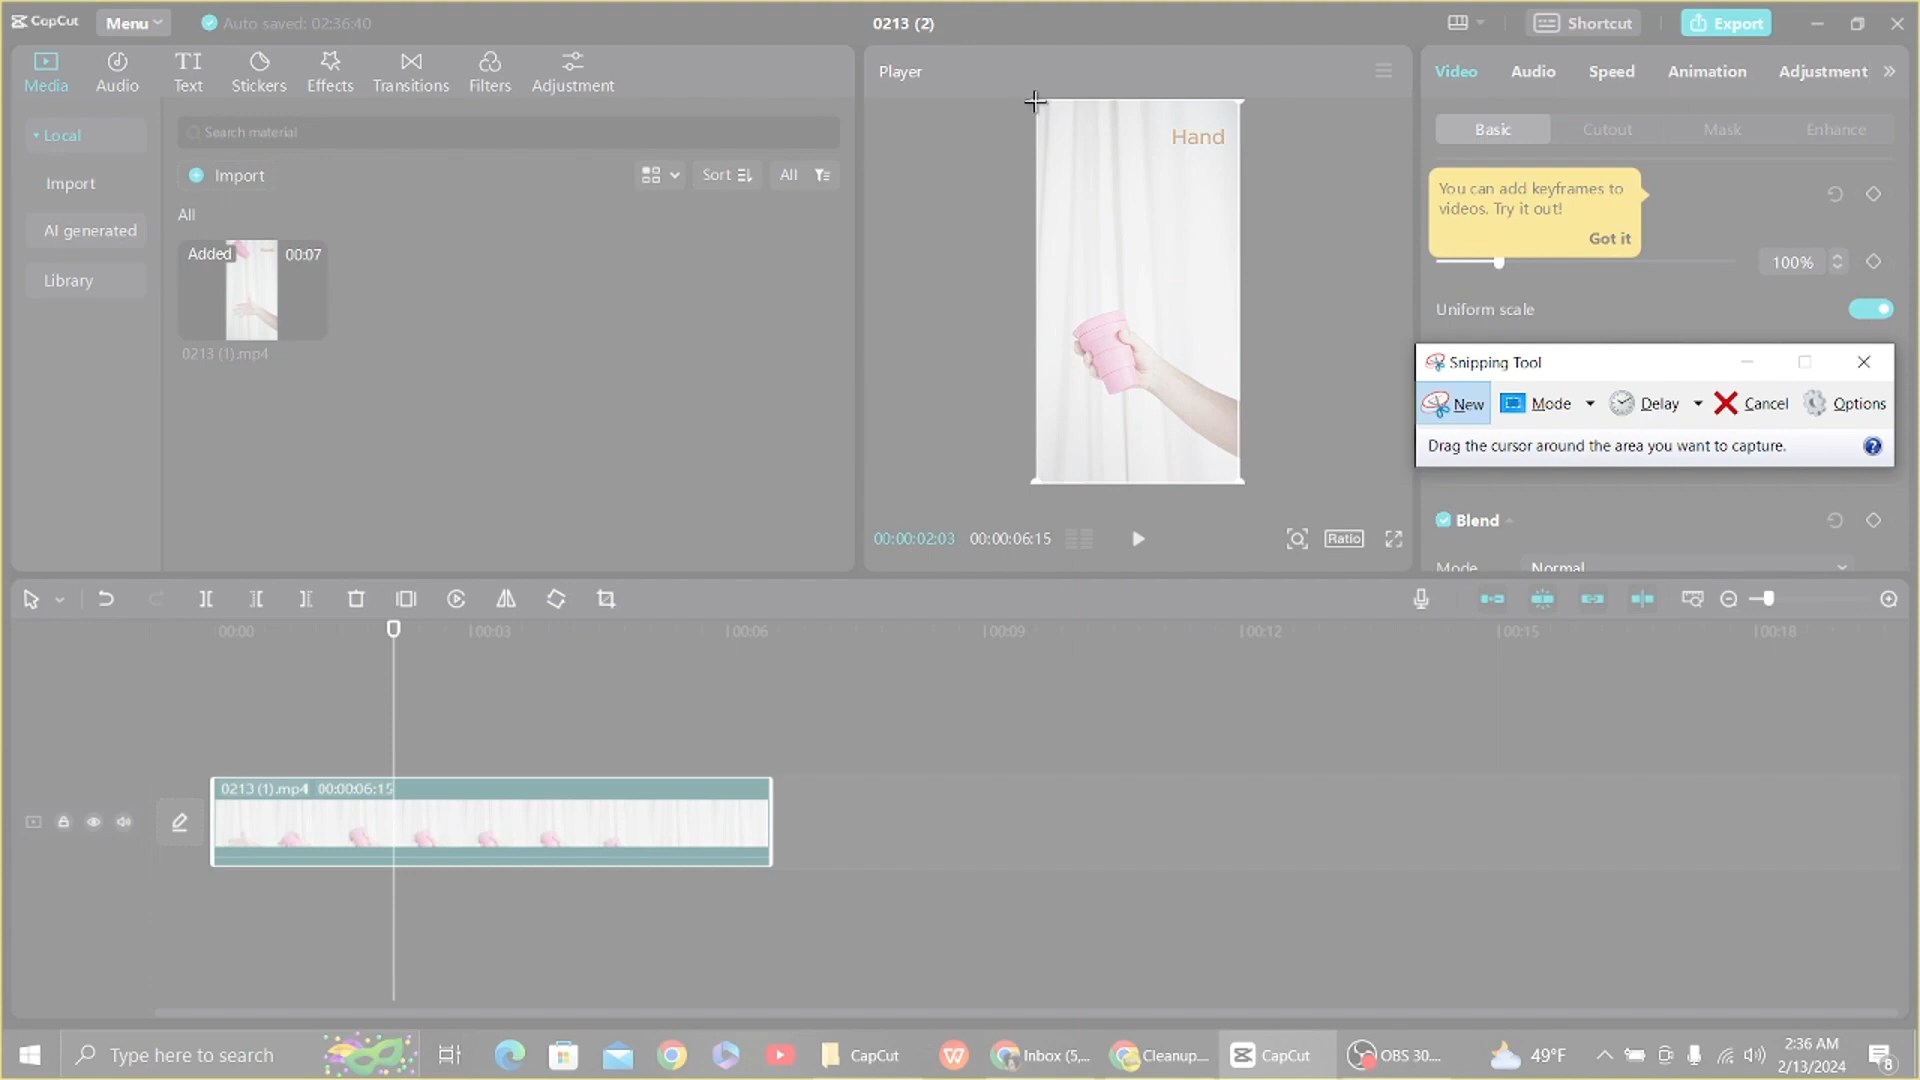 CapCut Menu Auto saved: 02:36:40 0213 (2) Shortcut Export
Media Audio Text Stickers Effects Transitions Filters Adjustment
Player
Video Audio Speed Animation Adjustment
Local
Import
AI generated
Library
Search material
Import Sort All
All
Added 00:07
0213 (1).mp4
Hand
00:00:02:03 00:00:06:15 Ratio
Basic Cutout Mask Enhance
You can add keyframes to
videos. Try it out!
Got it
100%
Uniform scale
Snipping Tool
New Mode Delay Cancel Options
Drag the cursor around the area you want to capture.
Blend
Mode Normal
00:00 00:03 00:06 00:09 00:12 00:15 00:18
0213 (1).mp4 00:00:06:15
Type here to search CapCut Inbox (5,... Cleanup... CapCut OBS 30.... 49°F
2:36 AM
2/13/2024
8